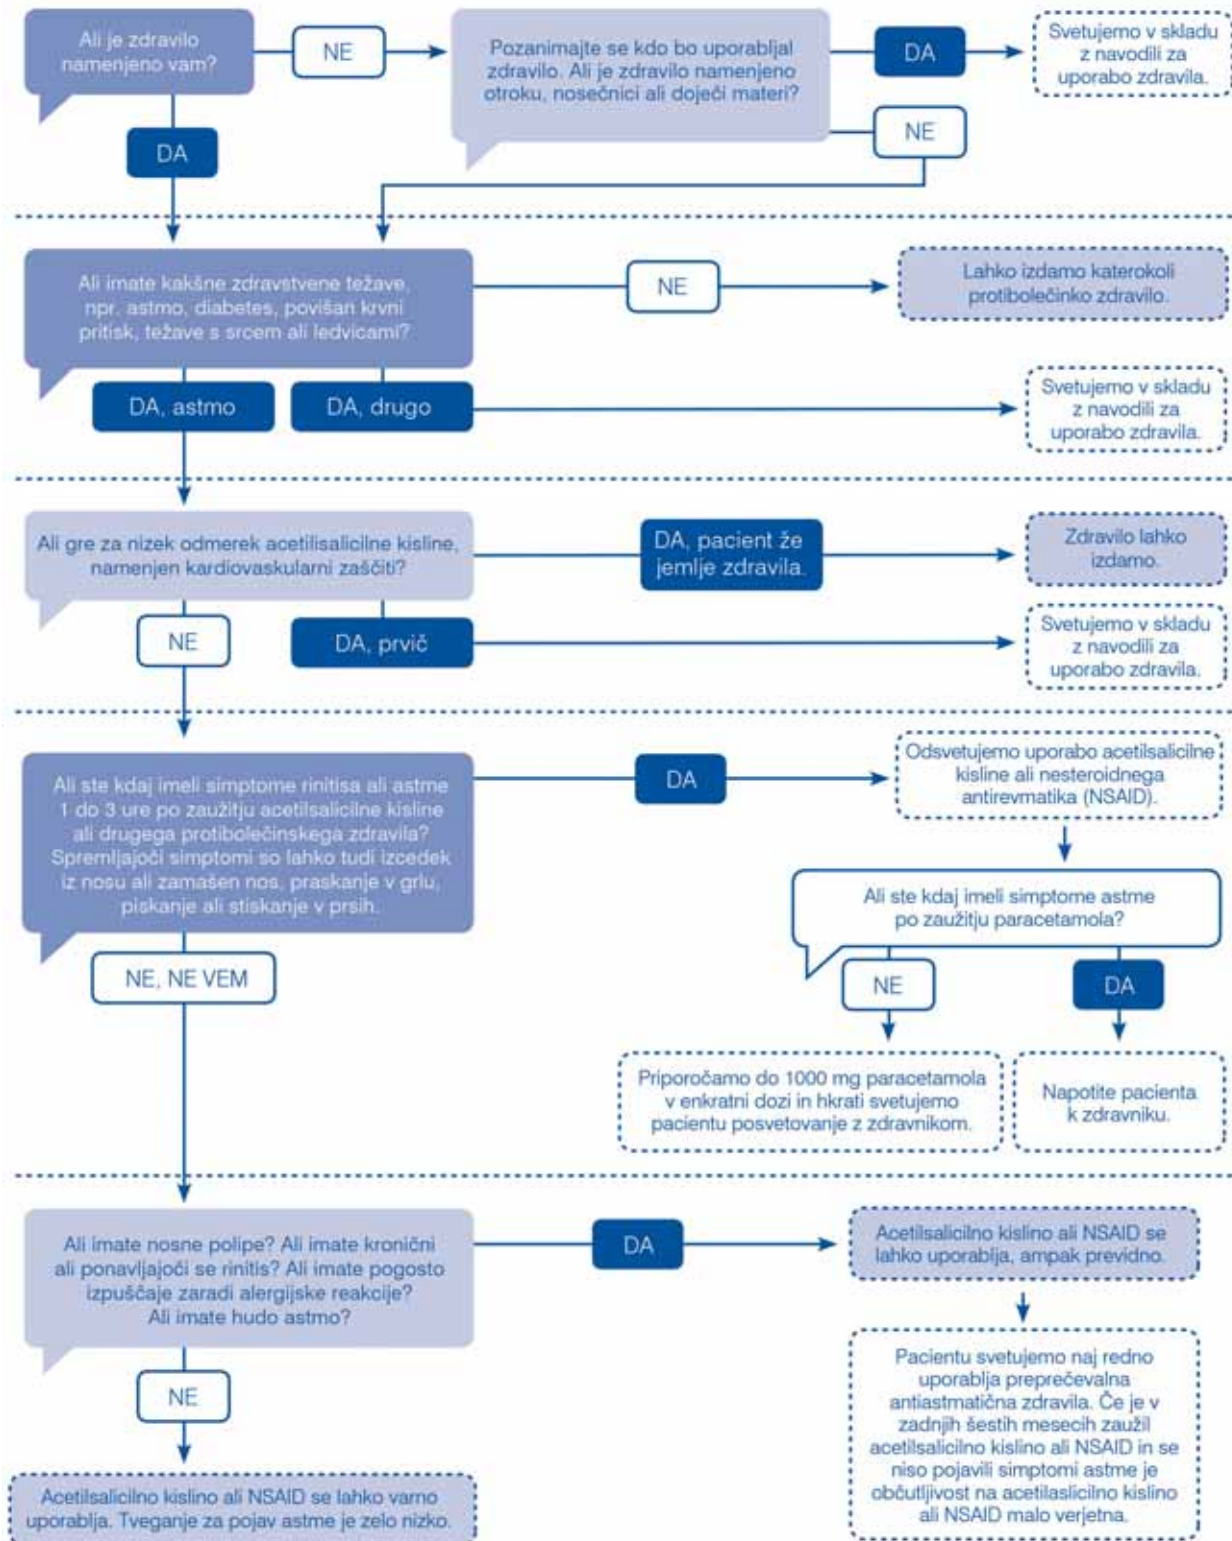 Ali je zdravilo
namenjeno vam?
NE
Pozanimajte se kdo bo uporabljal
zdravilo. Ali je zdravilo namenjeno
otroku, nosečnici ali doječi materi?
DA
Svetujemo v skladu
z navodili za
uporabo zdravila.
NE
DA
Ali imate kakšne zdravstvene težave,
npr. astmo, diabetes, povišan krvni
pritisk, težave s srcem ali ledvicami?
NE
Lahko izdamo katerokoli
protibolečinko zdravilo.
DA, astmo
DA, drugo
Svetujemo v skladu
z navodili za
uporabo zdravila.
Ali gre za nizek odmerek acetilisalicilne kisline,
namenjen kardiovaskularni zaščiti?
DA, pacient že
jemlje zdravila.
Zdravilo lahko
izdamo.
NE
DA, prvič
Svetujemo v skladu
z navodili za
uporabo zdravila.
Ali ste kdaj imeli simptome rinitisa ali astme
1 do 3 ure po zaužitju acetilsalicilne kisline
ali drugega protibolečinskega zdravila?
Spremljajoči simptomi so lahko tudi izcedek
iz nosu ali zamašen nos, praskanje v grlu,
piskanje ali stiskanje v prsih.
DA
Odsvetujemo uporabo acetilsalicilne
kisline ali nesteroidnega
antirevmatika (NSAID).
Ali ste kdaj imeli simptome astme
po zaužitju paracetamola?
NE, NE VEM
NE
DA
Priporočamo do 1000 mg paracetamola
v enkratni dozi in hkrati svetujemo
pacientu posvetovanje z zdravnikom.
Napotite pacienta
k zdravniku.
Ali imate nosne polipe? Ali imate kronični
ali ponavljajoči se rinitis? Ali imate pogosto
izpuščaje zaradi alergijske reakcije?
Ali imate hudo astmo?
DA
Acetilsalicilno kislino ali NSAID se
lahko uporablja, ampak previdno.
NE
Pacientu svetujemo naj redno
uporablja preprečevalna
antiastmatična zdravila. Če je v
zadnjih šestih mesecih zaužil
acetilsalicilno kislino ali NSAID in se
niso pojavili simptomi astme je
občutljivost na acetilaslicilno kislino
ali NSAID malo verjetna.
Acetilsalicilno kislino ali NSAID se lahko varno
uporablja. Tveganje za pojav astme je zelo nizko.